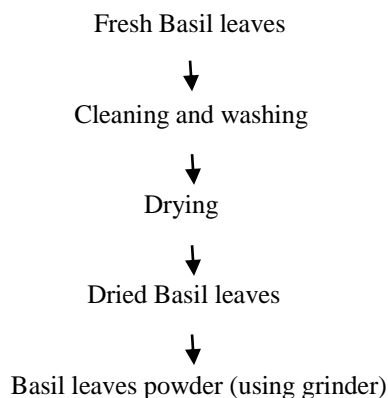 Fresh Basil leaves
Cleaning and washing
Drying
Dried Basil leaves
Basil leaves powder (using grinder)